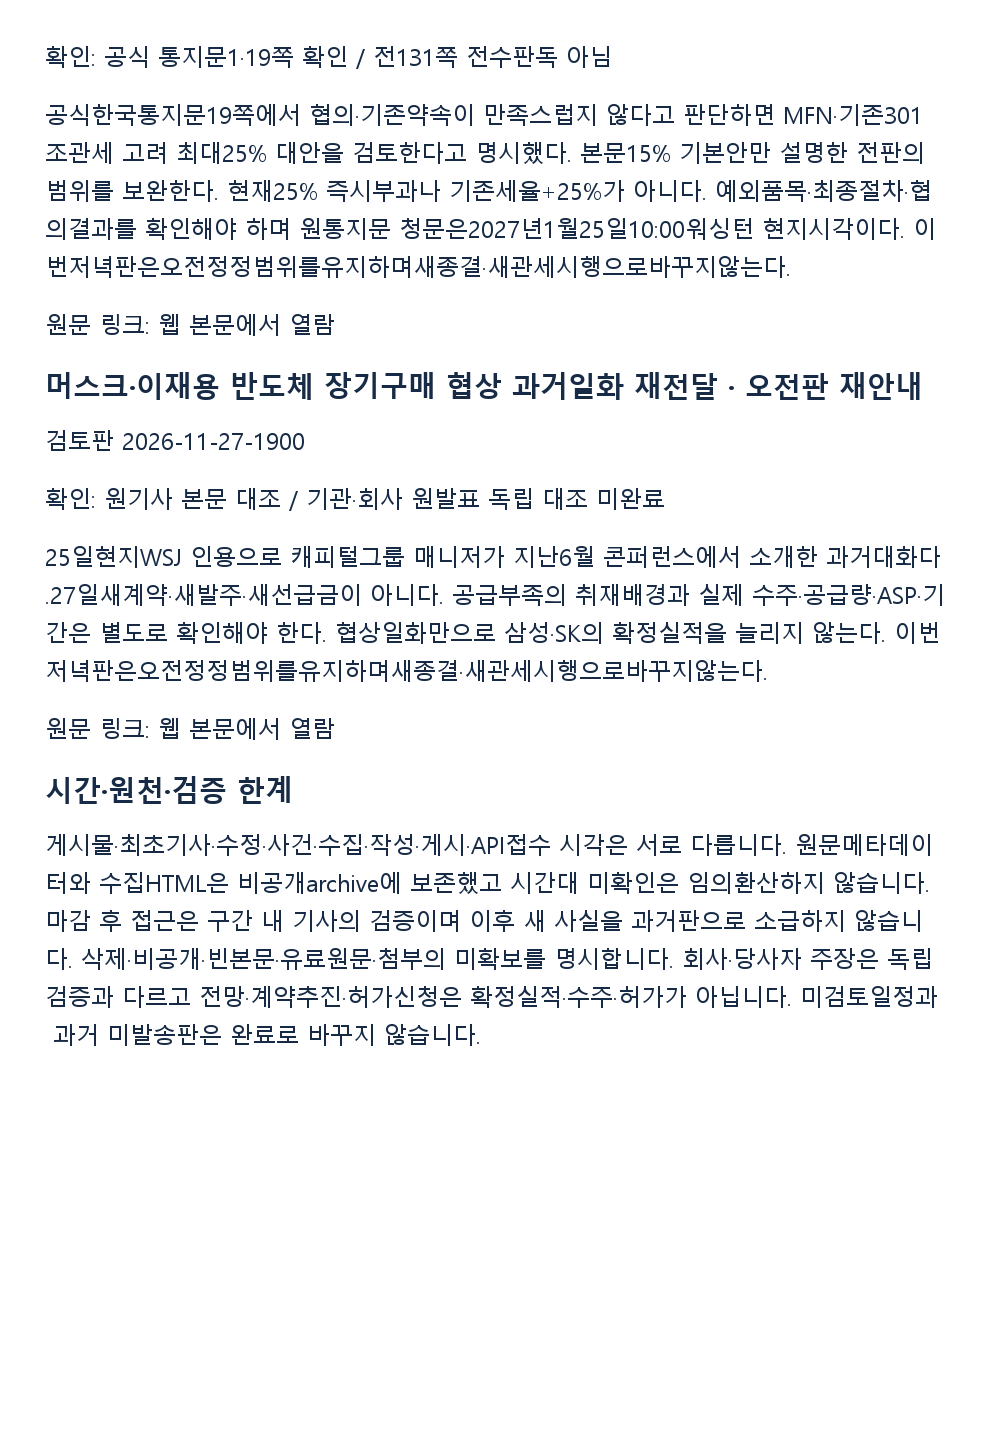 확인: 공식 통지문1·19쪽 확인 / 전131쪽 전수판독 아님
공식한국통지문19쪽에서 협의·기존약속이 만족스럽지 않다고 판단하면 MFN·기존301
조관세 고려 최대25% 대안을 검토한다고 명시했다. 본문15% 기본안만 설명한 전판의
범위를 보완한다. 현재25% 즉시부과나 기존세율+25%가 아니다. 예외품목·최종절차·협
의결과를 확인해야 하며 원통지문 청문은2027년1월25일10:00워싱턴 현지시각이다. 이
번저녁판은오전정정범위를유지하며새종결·새관세시행으로바꾸지않는다.
원문 링크: 웹 본문에서 열람
머스크·이재용 반도체 장기구매 협상 과거일화 재전달 · 오전판 재안내
검토판 2026-11-27-1900
확인: 원기사 본문 대조 / 기관·회사 원발표 독립 대조 미완료
25일현지WSJ 인용으로 캐피털그룹 매니저가 지난6월 콘퍼런스에서 소개한 과거대화다
.27일새계약·새발주·새선급금이 아니다. 공급부족의 취재배경과 실제 수주·공급량·ASP·기
간은 별도로 확인해야 한다. 협상일화만으로 삼성·SK의 확정실적을 늘리지 않는다. 이번
저녁판은오전정정범위를유지하며새종결·새관세시행으로바꾸지않는다.
원문 링크: 웹 본문에서 열람
시간·원천·검증 한계
게시물·최초기사·수정·사건·수집·작성·게시·API접수 시각은 서로 다릅니다. 원문메타데이
터와 수집HTML은 비공개archive에 보존했고 시간대 미확인은 임의환산하지 않습니다.
마감 후 접근은 구간 내 기사의 검증이며 이후 새 사실을 과거판으로 소급하지 않습니
다. 삭제·비공개·빈본문·유료원문·첨부의 미확보를 명시합니다. 회사·당사자 주장은 독립
검증과 다르고 전망·계약추진·허가신청은 확정실적·수주·허가가 아닙니다. 미검토일정과
과거 미발송판은 완료로 바꾸지 않습니다.